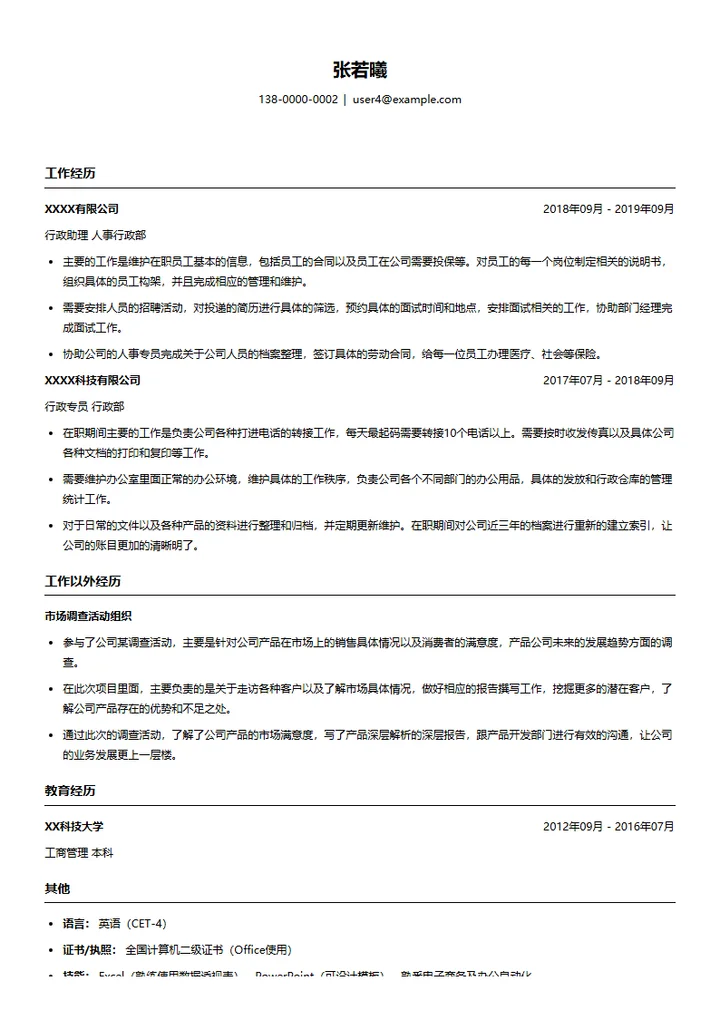 张若曦
138-0000-0002 | user4@example.com
工作经历
XXXX有限公司 2018年09月 - 2019年09月
行政助理 人事行政部
• 主要的工作是维护在职员工基本的信息，包括员工的合同以及员工在公司需要投保等。对员工的每一个岗位制定相关的说明书，
组织具体的员工构架，并且完成相应的管理和维护。
• 需要安排人员的招聘活动，对投递的简历进行具体的筛选，预约具体的面试时间和地点，安排面试相关的工作，协助部门经理完
成面试工作。
• 协助公司的人事专员完成关于公司人员的档案整理，签订具体的劳动合同，给每一位员工办理医疗、社会等保险。
XXXX科技有限公司 2017年07月 - 2018年09月
行政专员 行政部
• 在职期间主要的工作是负责公司各种打进电话的转接工作，每天最起码需要转接10个电话以上。需要按时收发传真以及具体公司
各种文档的打印和复印等工作。
• 需要维护办公室里面正常的办公环境，维护具体的工作秩序，负责公司各个不同部门的办公用品，具体的发放和行政仓库的管理
统计工作。
• 对于日常的文件以及各种产品的资料进行整理和归档，并定期更新维护。在职期间对公司近三年的档案进行重新的建立索引，让
公司的账目更加的清晰明了。
工作以外经历
市场调查活动组织
• 参与了公司某调查活动，主要是针对公司产品在市场上的销售具体情况以及消费者的满意度，产品公司未来的发展趋势方面的调
查。
• 在此次项目里面，主要负责的是关于走访各种客户以及了解市场具体情况，做好相应的报告撰写工作，挖掘更多的潜在客户，了
解公司产品存在的优势和不足之处。
• 通过此次的调查活动，了解了公司产品的市场满意度，写了产品深层解析的深层报告，跟产品开发部门进行有效的沟通，让公司
的业务发展更上一层楼。
教育经历
XX科技大学 2012年09月 - 2016年07月
工商管理 本科
其他
• 语言： 英语（CET-4）
• 证书/执照： 全国计算机二级证书（Office使用）
• 技能： Excel（熟练使用数据透视表）、PowerPoint（可设计模板）、熟悉电子商务及办公自动化